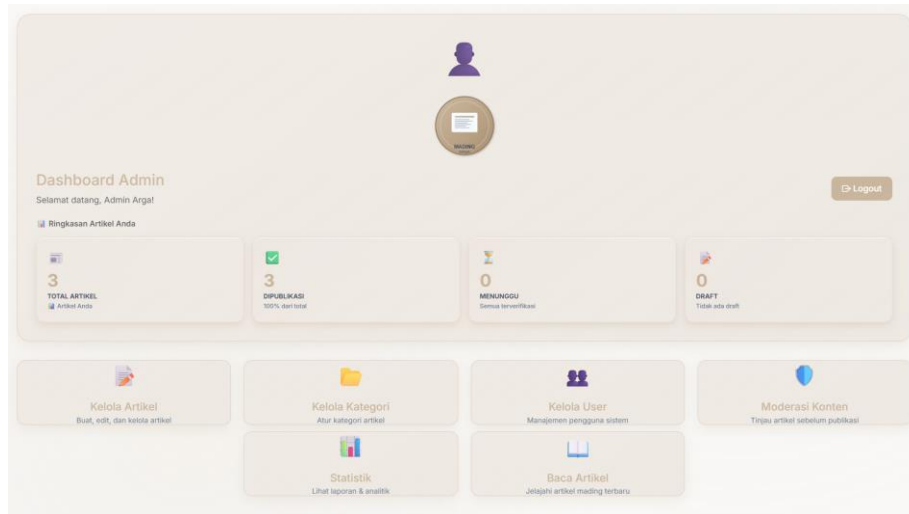 MADING
Dashboard Admin
Selamat datang, Admin Arga!
Logout
Ringkasan Artikel Anda
3
TOTAL ARTIKEL
Artikel Anda
3
DIPUBLIKASI
100% dari total
0
MENUNGGU
Semua terverifikasi
0
DRAFT
Tidak ada draft
Kelola Artikel
Buat, edit, dan kelola artikel
Kelola Kategori
Atur kategori artikel
Kelola User
Manajemen pengguna sistem
Moderasi Konten
Tinjau artikel sebelum publikasi
Statistik
Lihat laporan & analitik
Baca Artikel
Jelajahi artikel mading terbaru